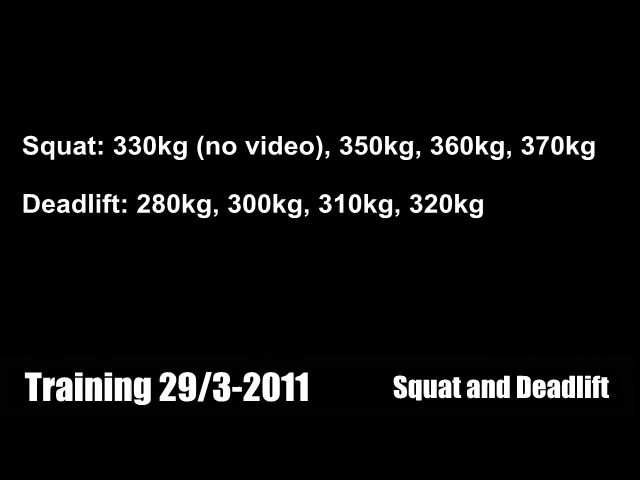 Squat: 330kg (no video), 350kg, 360kg, 370kg
Deadlift: 280kg, 300kg, 310kg, 320kg
Training 29/3-2011
Squat and Deadlift